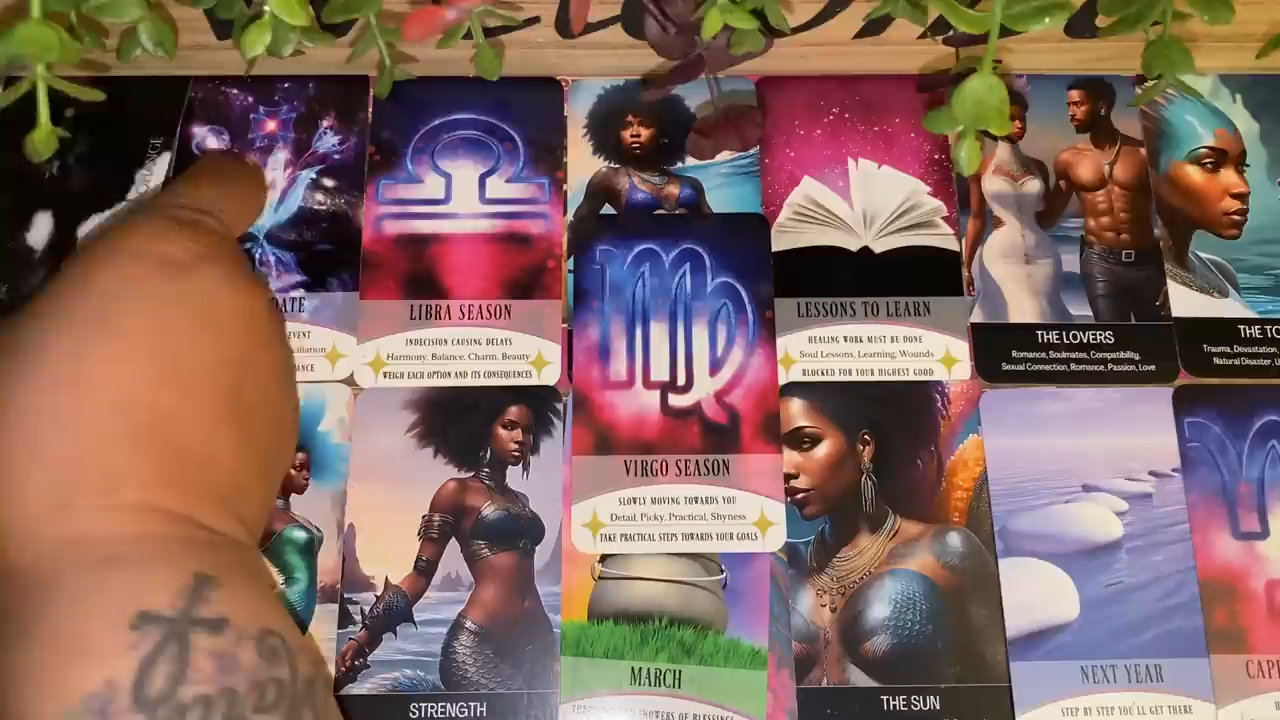 LIBRA SEASON
INDECISION CAUSING DELAYS
Harmony, Balance, Charm, Beauty
WEIGH EACH OPTION AND ITS CONSEQUENCES
LESSONS TO LEARN
HEALING WORK MUST BE DONE
Soul Lessons, Learning, Wounds
BLOCKED FOR YOUR HIGHEST GOOD
THE LOVERS
Romance, Soulmates, Compatibility,
Sexual Connection, Romance, Passion, Love
THE
Trauma, Devastation,
Natural Disaster,
VIRGO SEASON
SLOWLY MOVING TOWARDS YOU
Detail, Picky, Practical, Shyness
TAKE PRACTICAL STEPS TOWARDS YOUR GOALS
STRENGTH
MARCH
THE SUN
NEXT YEAR
STEP BY STEP YOU'LL GET THERE